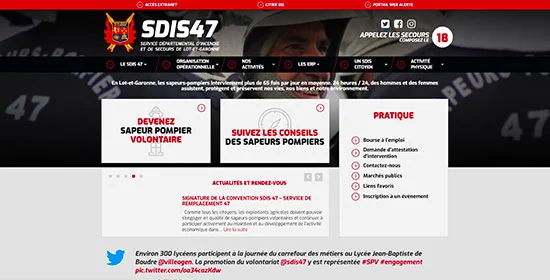 ACCÈS EXTRANET
CITRIX SSL
PORTAIL WEB ALERTE
SDIS47
SERVICE DÉPARTEMENTAL D'INCENDIE
ET DE SECOURS DE LOT-ET-GARONNE
APPELEZ LES SECOURS
COMPOSEZ LE
18
LE SDIS 47
ORGANISATION
OPÉRATIONNELLE
NOS
ACTIVITÉS
LES ERP
UN SDIS
CITOYEN
ACTIVITÉ
PHYSIQUE
En Lot-et-Garonne, les sapeurs-pompiers interviennent plus de 65 fois par jour en moyenne. 24 heures / 24, des hommes et des femmes
assistent, protègent et préservent nos vies, nos biens et notre environnement.
SAPEURS
47
47
DEVENEZ
SAPEUR POMPIER
VOLONTAIRE
SUIVEZ LES CONSEILS
DES SAPEURS POMPIERS
PRATIQUE
Bourse à l'emploi
Demande d'attestation
d'intervention
Contactez-nous
Marchés publics
Liens favoris
Inscription à un évènement
ACTUALITÉS ET RENDEZ-VOUS
SIGNATURE DE LA CONVENTION SDIS 47 – SERVICE DE
REMPLACEMENT 47
Comme tous les citoyens, les exploitants agricoles doivent pouvoir
s'engager en qualité de sapeurs-pompiers volontaires et continuer à
participer activement au maintien et au développement de l'activité
économique dans... Lire la suite
Environ 300 lycéens participent à la journée du carrefour des métiers au Lycée Jean-Baptiste de
Baudre @villeagen. La promotion du volontariat @sdis47 y est représentée #SPV #engagement
pic.twitter.com/oa34cazKdw